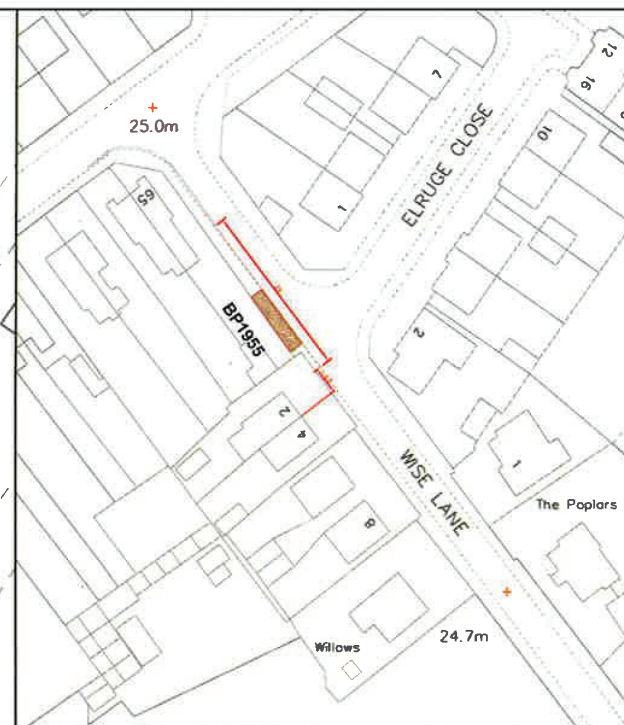 25.0m
12
16
7
10
ELRUGE CLOSE
65
1
BP1955
2
2
4
WISE LANE
1
8
The Poplars
Willows
24.7m